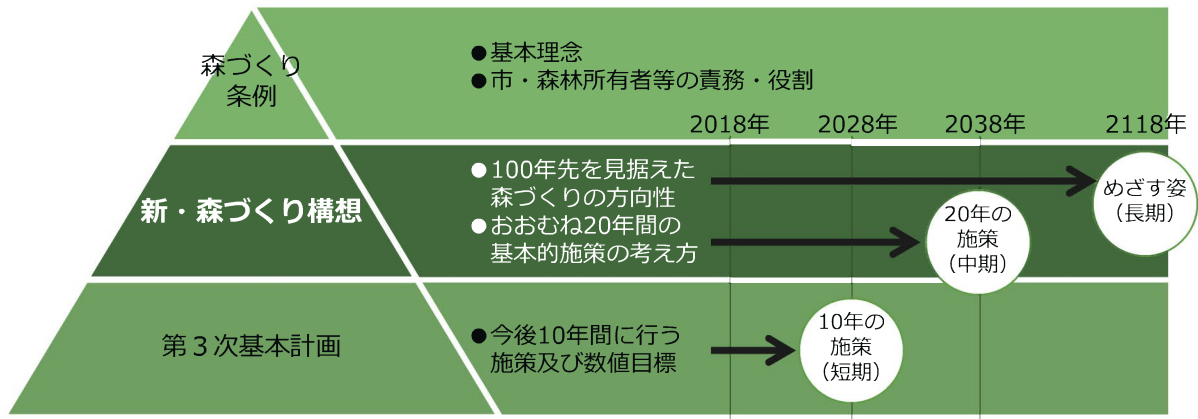 森づくり
条例
●基本理念
●市・森林所有者等の責務・役割
2018年 2028年 2038年 2118年
新・森づくり構想
●100年先を見据えた
森づくりの方向性
●おおむね20年間の
基本的施策の考え方
めざす姿
（長期）
20年の
施策
（中期）
第３次基本計画
●今後10年間に行う
施策及び数値目標
10年の
施策
（短期）